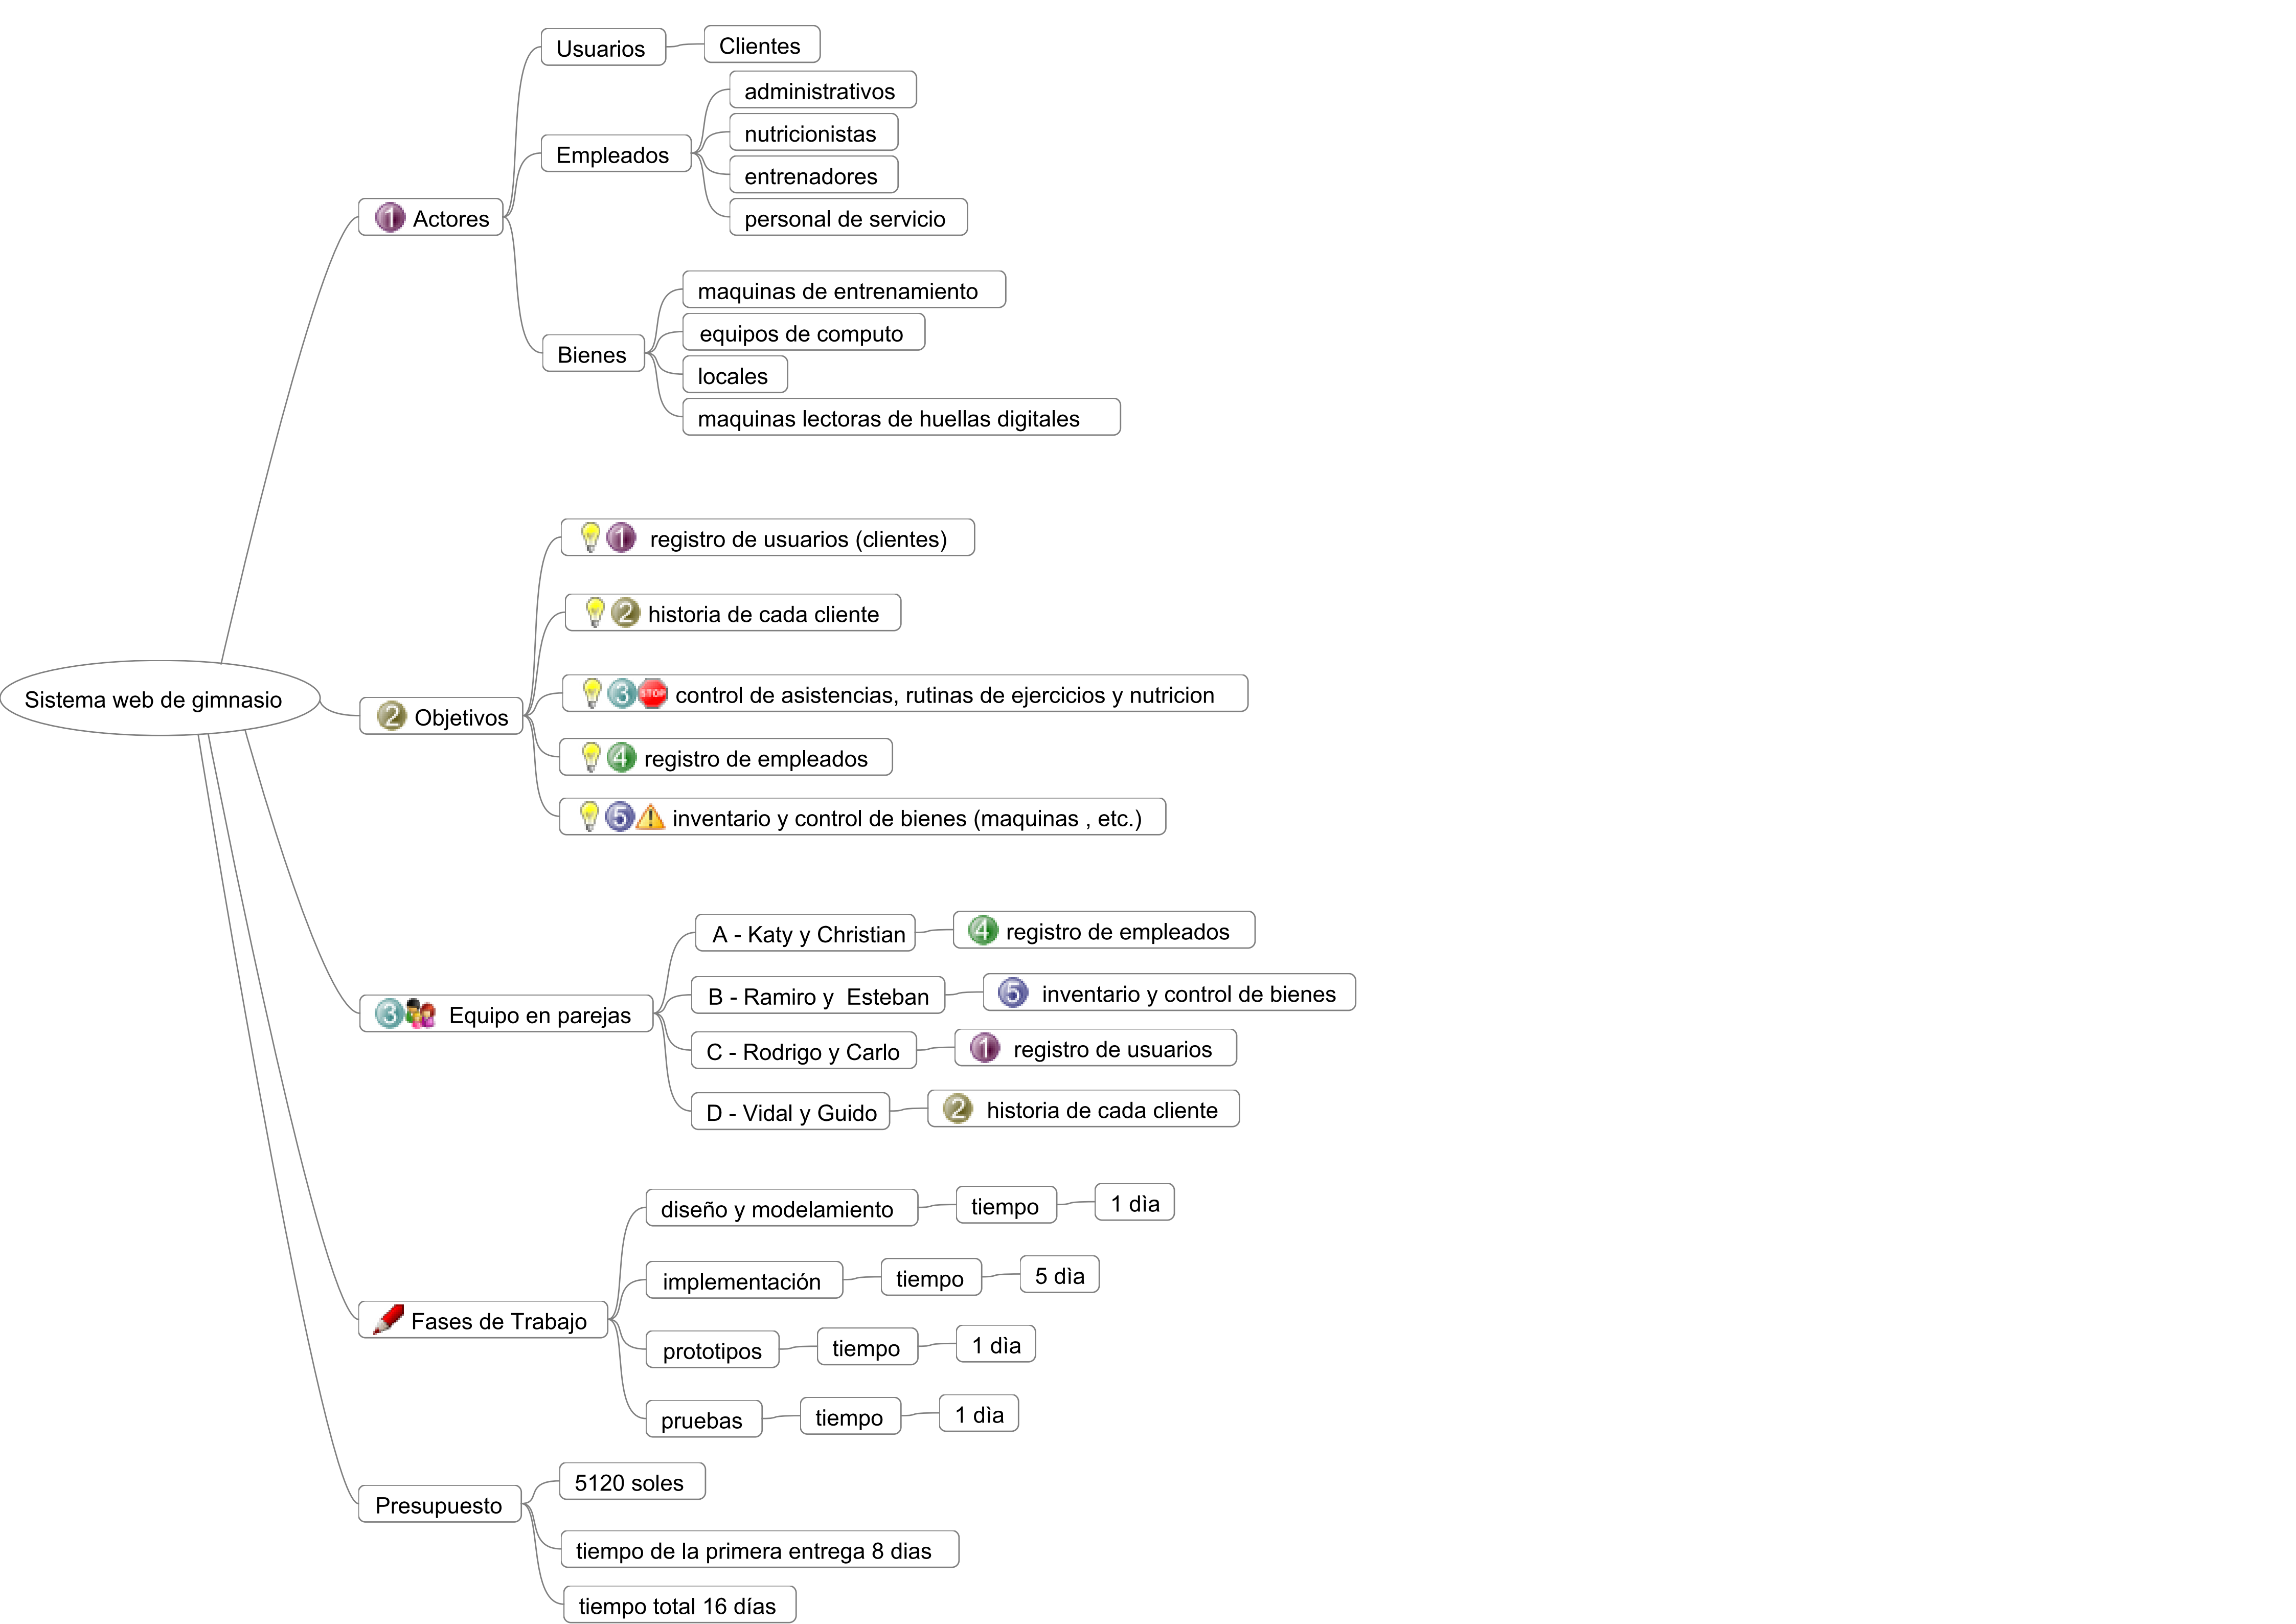 Sistema web de gimnasio
1 Actores
Usuarios
Clientes
Empleados
administrativos
nutricionistas
entrenadores
personal de servicio
Bienes
maquinas de entrenamiento
equipos de computo
locales
maquinas lectoras de huellas digitales
2 Objetivos
1 registro de usuarios (clientes)
2 historia de cada cliente
3 STOP control de asistencias, rutinas de ejercicios y nutricion
4 registro de empleados
5 inventario y control de bienes (maquinas , etc.)
3 Equipo en parejas
A - Katy y Christian
4 registro de empleados
B - Ramiro y Esteban
5 inventario y control de bienes
C - Rodrigo y Carlo
1 registro de usuarios
D - Vidal y Guido
2 historia de cada cliente
Fases de Trabajo
diseño y modelamiento
tiempo
1 dìa
implementación
tiempo
5 dìa
prototipos
tiempo
1 dìa
pruebas
tiempo
1 dìa
Presupuesto
5120 soles
tiempo de la primera entrega 8 dias
tiempo total 16 días